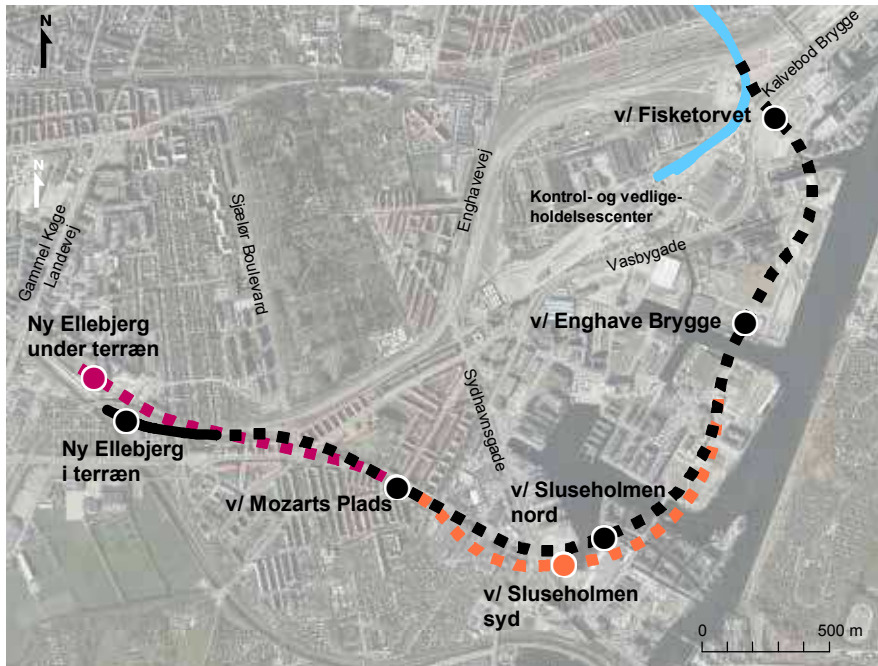 N
Kalvebod Brygge
v/ Fisketorvet
N
Kontrol- og vedlige-
holdelsescenter
Enghavevej
Sjælør Boulevard
Gammel Køge
Landevej
Vasbygade
Ny Ellebjerg
under terræn
v/ Enghave Brygge
Sydhavnsgade
Ny Ellebjerg
i terræn
v/ Mozarts Plads
v/ Sluseholmen
nord
v/ Sluseholmen
syd
0 500 m